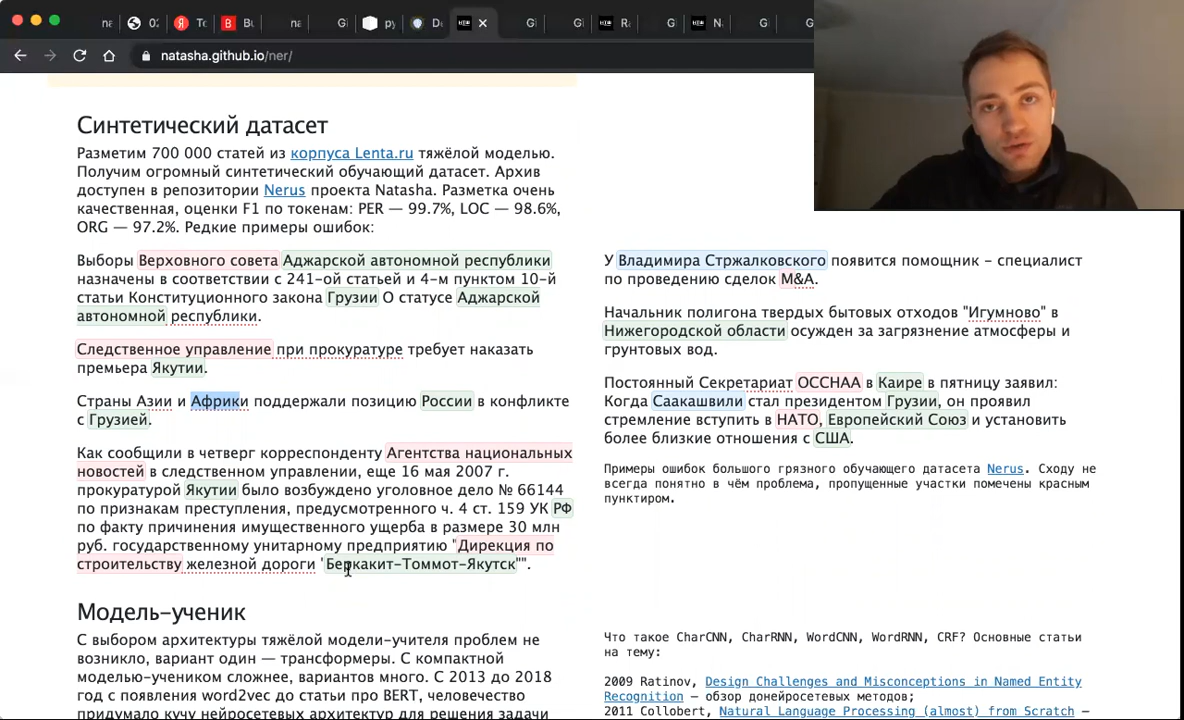 natasha.github.io/ner/
Синтетический датасет
Разметим 700 000 статей из корпуса Lenta.ru тяжёлой моделью.
Получим огромный синтетический обучающий датасет. Архив
доступен в репозитории Nerus проекта Natasha. Разметка очень
качественная, оценки F1 по токенам: PER — 99.7%, LOC — 98.6%,
ORG — 97.2%. Редкие примеры ошибок:
Выборы Верховного совета Аджарской автономной республики
назначены в соответствии с 241-ой статьей и 4-м пунктом 10-й
статьи Конституционного закона Грузии О статусе Аджарской
автономной республики.
Следственное управление при прокуратуре требует наказать
премьера Якутии.
Страны Азии и Африки поддержали позицию России в конфликте
с Грузией.
Как сообщили в четверг корреспонденту Агентства национальных
новостей в следственном управлении, еще 16 мая 2007 г.
прокуратурой Якутии было возбуждено уголовное дело № 66144
по признакам преступления, предусмотренного ч. 4 ст. 159 УК РФ
по факту причинения имущественного ущерба в размере 30 млн
руб. государственному унитарному предприятию "Дирекция по
строительству железной дороги 'Беркакит-Томмот-Якутск"".
У Владимира Стржалковского появится помощник – специалист
по проведению сделок M&A.
Начальник полигона твердых бытовых отходов "Игумново" в
Нижегородской области осужден за загрязнение атмосферы и
грунтовых вод.
Постоянный Секретариат ОССНАА в Каире в пятницу заявил:
Когда Саакашвили стал президентом Грузии, он проявил
стремление вступить в НАТО, Европейский Союз и установить
более близкие отношения с США.
Примеры ошибок большого грязного обучающего датасета Nerus. Сходу не
всегда понятно в чём проблема, пропущенные участки помечены красным
пунктиром.
Модель-ученик
С выбором архитектуры тяжёлой модели-учителя проблем не
возникло, вариант один — трансформеры. С компактной
моделью-учеником сложнее, вариантов много. С 2013 до 2018
год с появления word2vec до статьи про BERT, человечество
придумало кучу нейросетевых архитектур для решения задачи
Что такое CharCNN, CharRNN, WordCNN, WordRNN, CRF? Основные статьи
на тему:
2009 Ratinov, Design Challenges and Misconceptions in Named Entity
Recognition — обзор донейросетевых методов;
2011 Collobert, Natural Language Processing (almost) from Scratch —